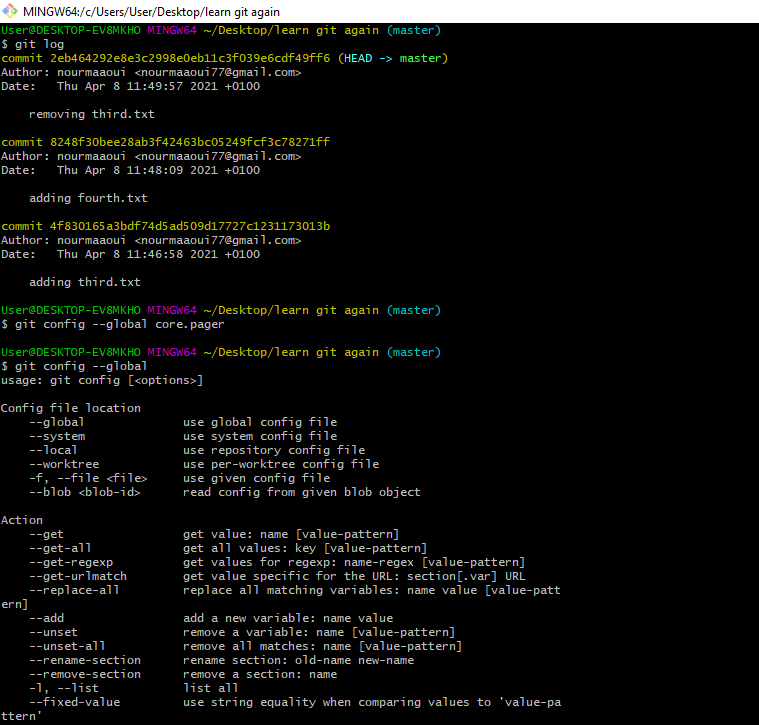 MINGW64:/c/Users/User/Desktop/learn git again
User@DESKTOP-EV8MKHO MINGW64 ~/Desktop/learn git again (master)
$ git log
commit 2eb464292e8e3c2998e0eb11c3f039e6cdf49ff6 (HEAD -> master)
Author: nourmaaoui <nourmaaoui77@gmail.com>
Date:   Thu Apr 8 11:49:57 2021 +0100
    removing third.txt
commit 8248f30bee28ab3f42463bc05249fcf3c78271ff
Author: nourmaaoui <nourmaaoui77@gmail.com>
Date:   Thu Apr 8 11:48:09 2021 +0100
    adding fourth.txt
commit 4f830165a3bdf74d5ad509d17727c1231173013b
Author: nourmaaoui <nourmaaoui77@gmail.com>
Date:   Thu Apr 8 11:46:58 2021 +0100
    adding third.txt
User@DESKTOP-EV8MKHO MINGW64 ~/Desktop/learn git again (master)
$ git config --global core.pager
User@DESKTOP-EV8MKHO MINGW64 ~/Desktop/learn git again (master)
$ git config --global
usage: git config [<options>]
Config file location
    --global              use global config file
    --system              use system config file
    --local               use repository config file
    --worktree            use per-worktree config file
    -f, --file <file>     use given config file
    --blob <blob-id>      read config from given blob object
Action
    --get                 get value: name [value-pattern]
    --get-all             get all values: key [value-pattern]
    --get-regexp          get values for regexp: name-regex [value-pattern]
    --get-urlmatch        get value specific for the URL: section[.var] URL
    --replace-all         replace all matching variables: name value [value-patt
ern]
    --add                 add a new variable: name value
    --unset               remove a variable: name [value-pattern]
    --unset-all           remove all matches: name [value-pattern]
    --rename-section      rename section: old-name new-name
    --remove-section      remove a section: name
    -l, --list            list all
    --fixed-value         use string equality when comparing values to 'value-pa
ttern'